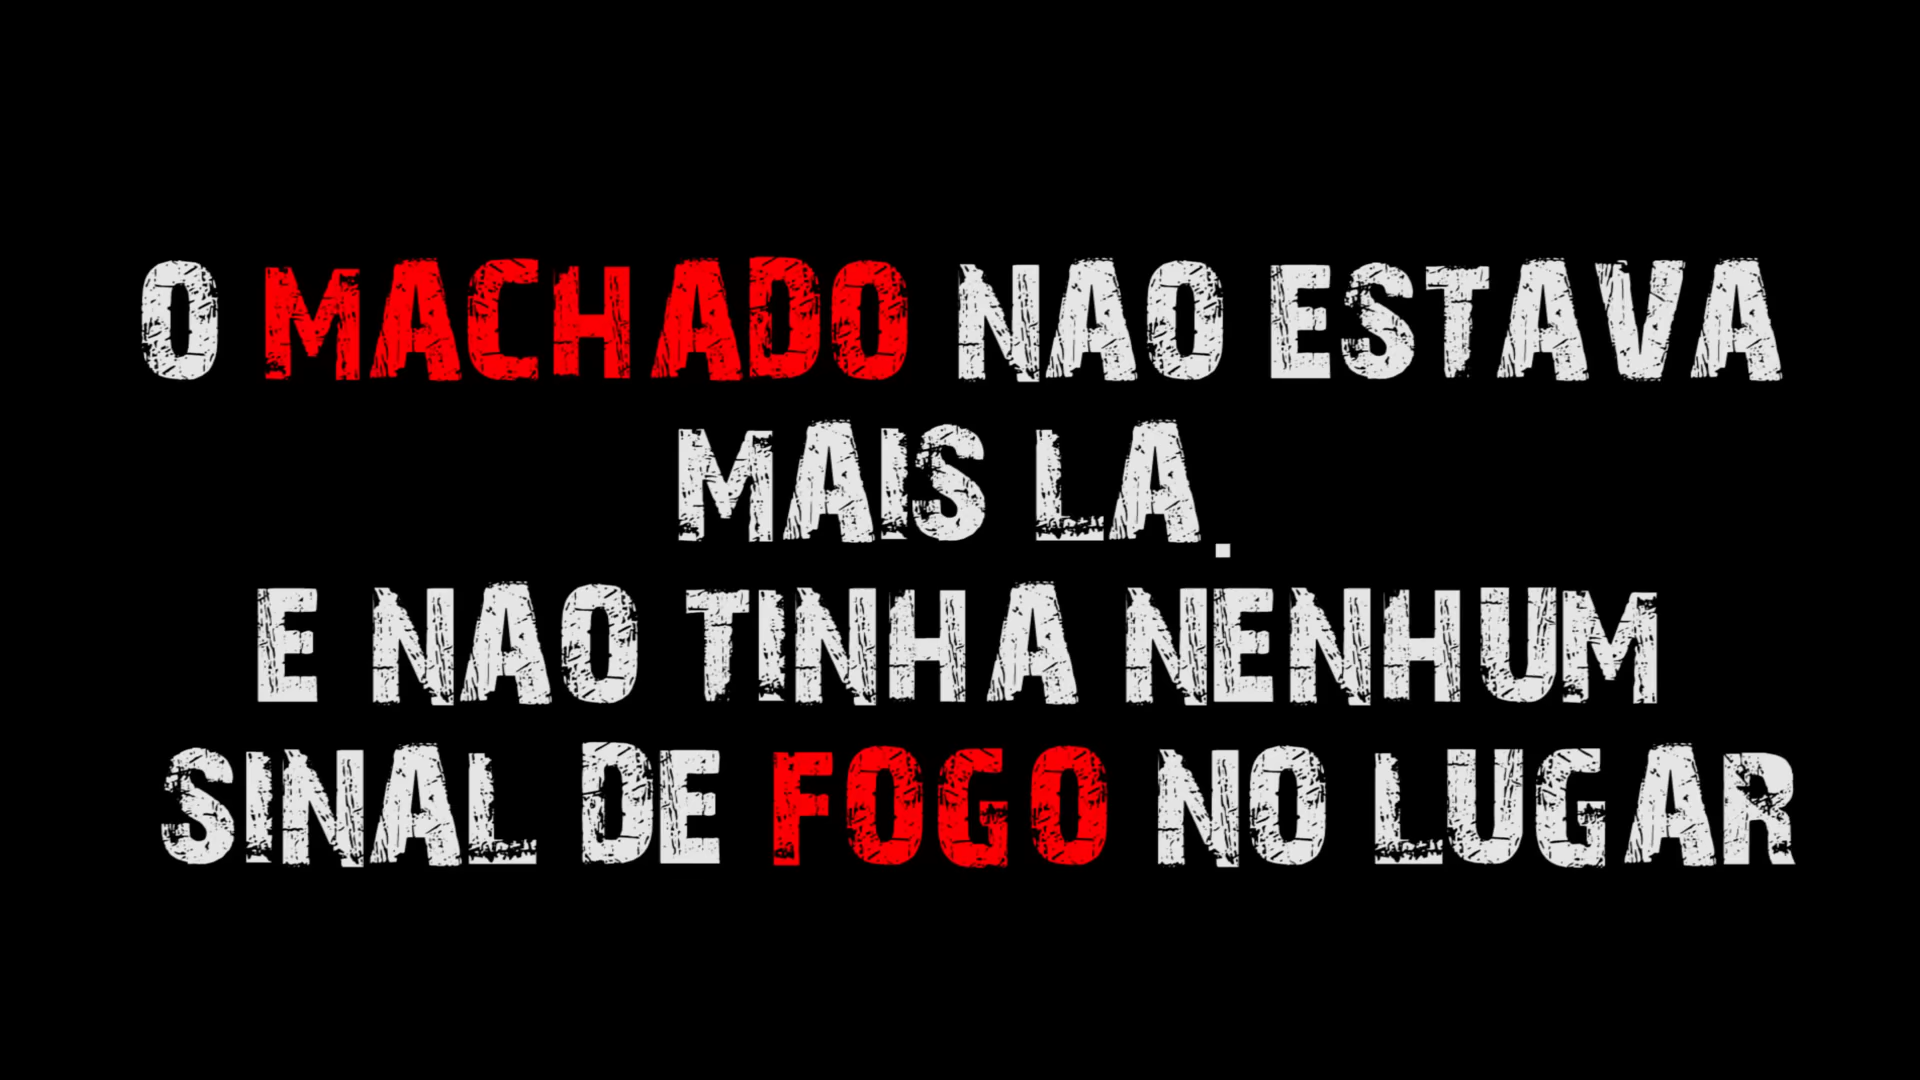 O MACHADO NAO ESTAVA
MAIS LA.
E NAO TINHA NENHUM
SINAL DE FOGO NO LUGAR